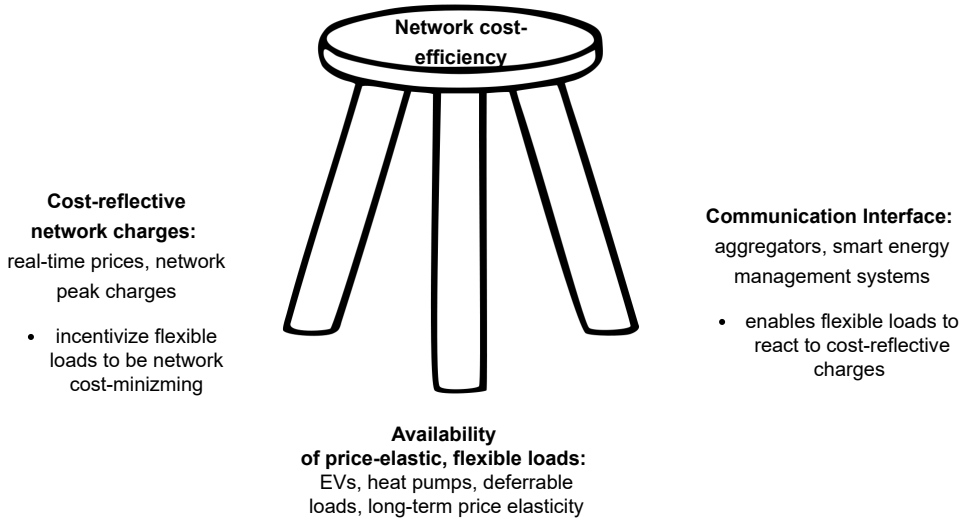 Network cost-
efficiency
Cost-reflective
network charges:
real-time prices, network
peak charges
• incentivize flexible
loads to be network
cost-minizming
Communication Interface:
aggregators, smart energy
management systems
• enables flexible loads to
react to cost-reflective
charges
Availability
of price-elastic, flexible loads:
EVs, heat pumps, deferrable
loads, long-term price elasticity